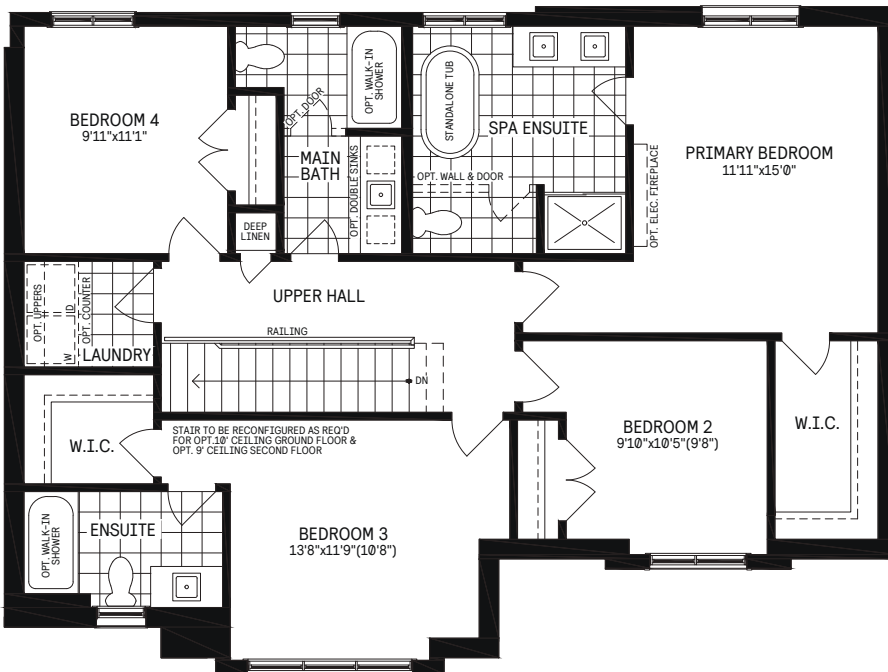 BEDROOM 4
9'11"x11'1"
OPT. DOOR
OPT. WALK-IN
SHOWER
MAIN
BATH
OPT. DOUBLE SINKS
STANDALONE TUB
SPA ENSUITE
OPT. WALL & DOOR
OPT. ELEC. FIREPLACE
PRIMARY BEDROOM
11'11"x15'0"
DEEP
LINEN
UPPER HALL
OPT. UPPERS
W
D
OPT. COUNTER
LAUNDRY
RAILING
DN
W.I.C.
STAIR TO BE RECONFIGURED AS REQ'D
FOR OPT.10' CEILING GROUND FLOOR &
OPT. 9' CEILING SECOND FLOOR
BEDROOM 2
9'10"x10'5"(9'8")
W.I.C.
OPT. WALK-IN
SHOWER
ENSUITE
BEDROOM 3
13'8"x11'9"(10'8")